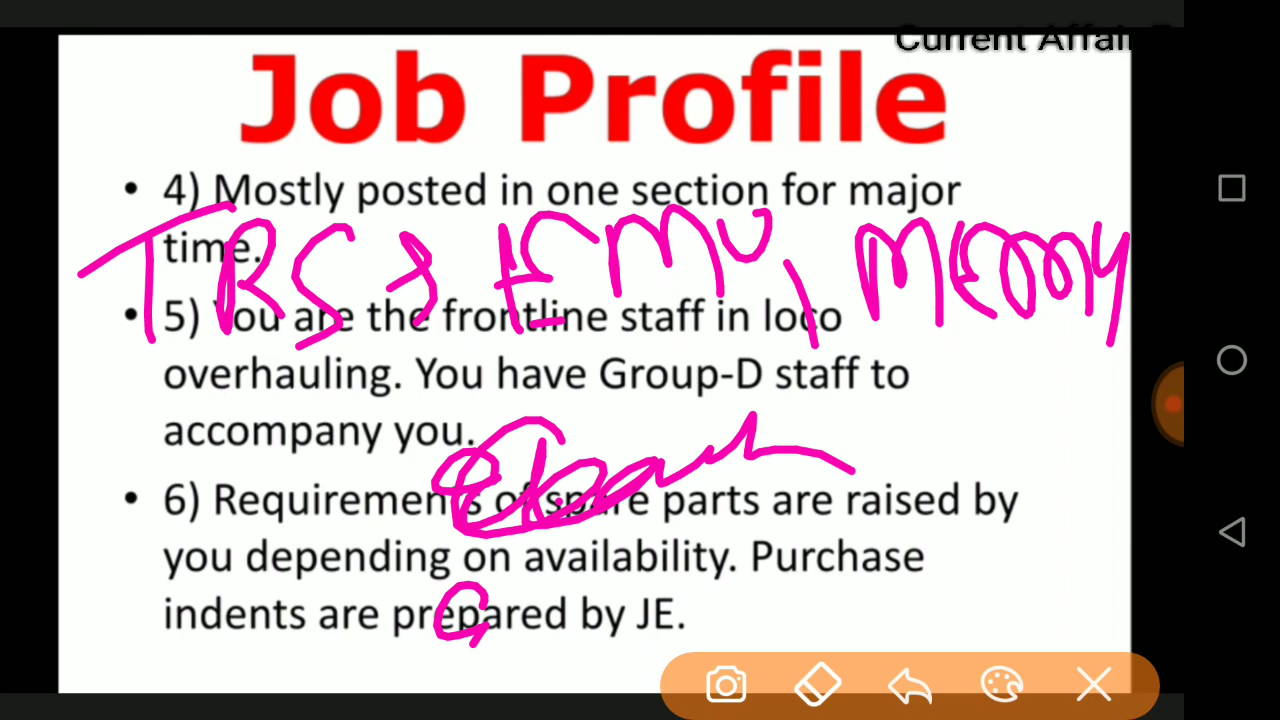 Current Affair
Job Profile
• 4) Mostly posted in one section for major
time.
TRS & EMU, MEMU
• 5) You are the frontline staff in loco
overhauling. You have Group-D staff to
accompany you.
• 6) Requirements of spare parts are raised by
you depending on availability. Purchase
indents are prepared by JE.